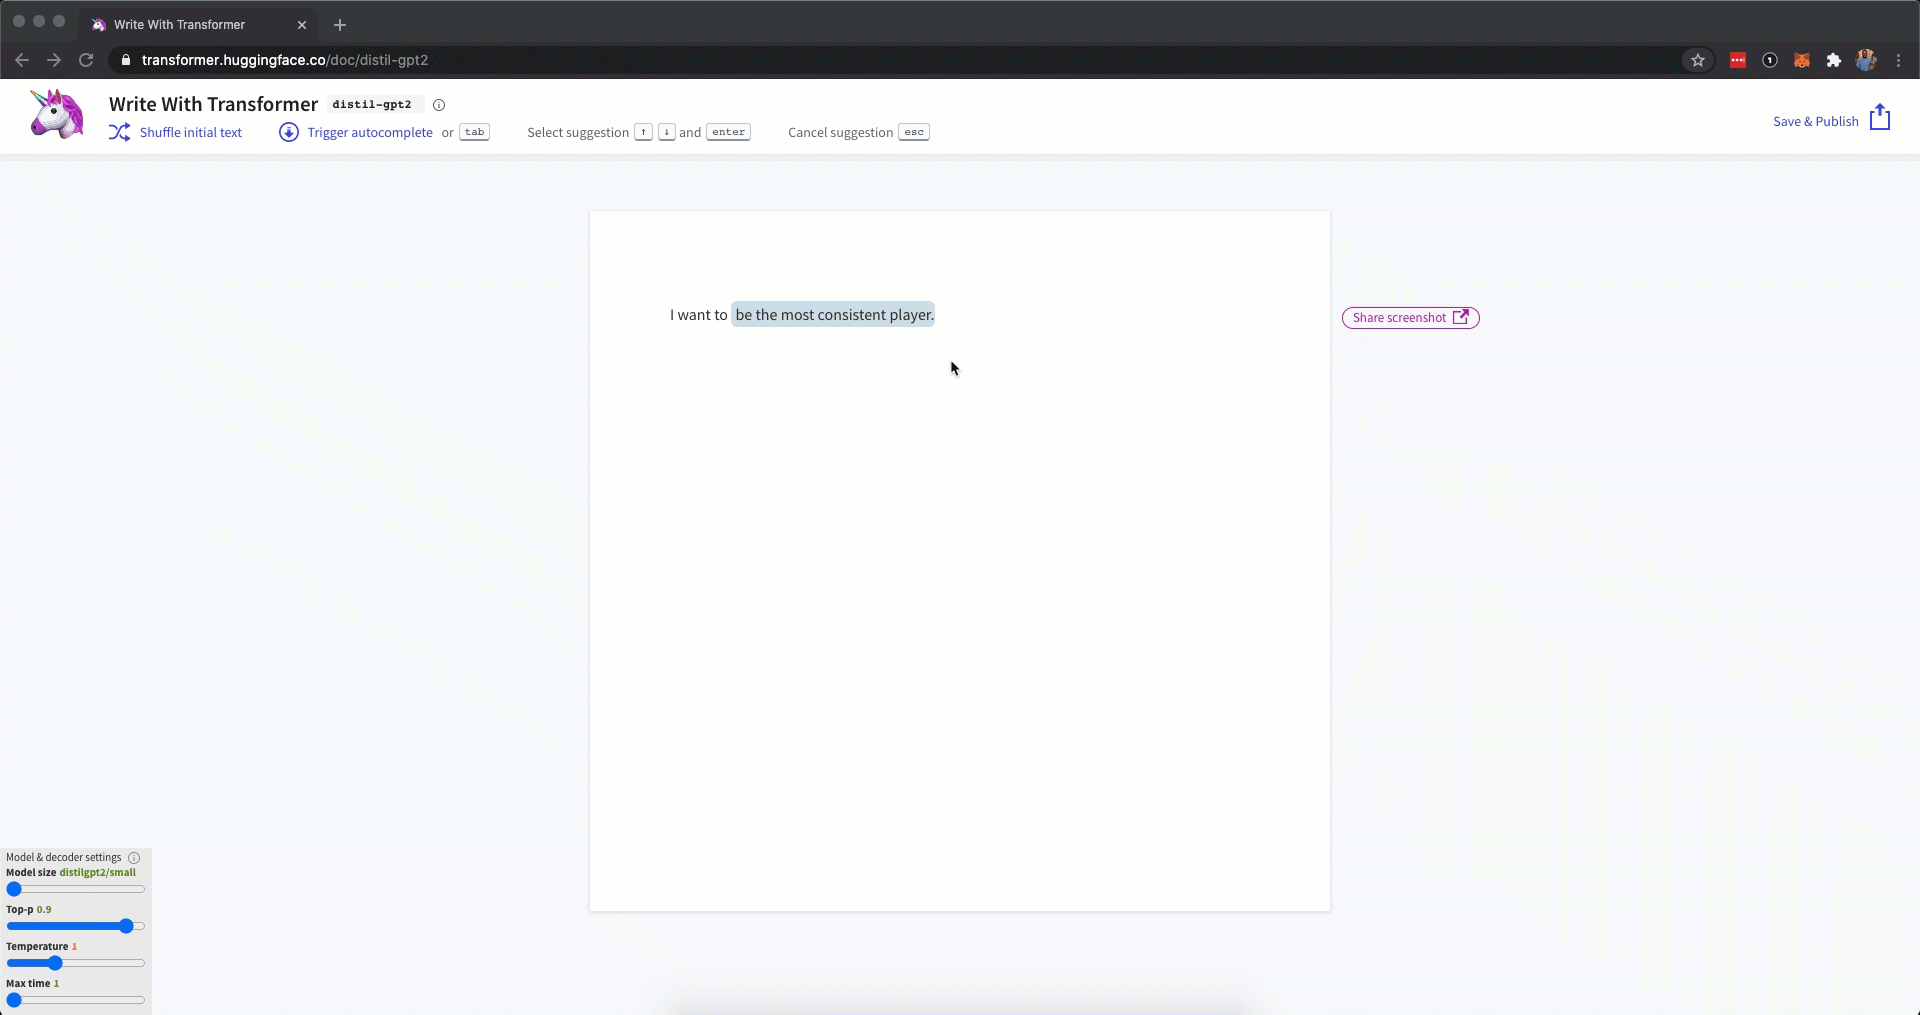 Write With Transformer
transformer.huggingface.co/doc/distil-gpt2
Write With Transformer distil-gpt2
Shuffle initial text Trigger autocomplete or tab Select suggestion ↑ ↓ and enter Cancel suggestion esc
Save & Publish
I want to be the most consistent player.
Share screenshot
Model & decoder settings
Model size distilgpt2/small
Top-p 0.9
Temperature 1
Max time 1